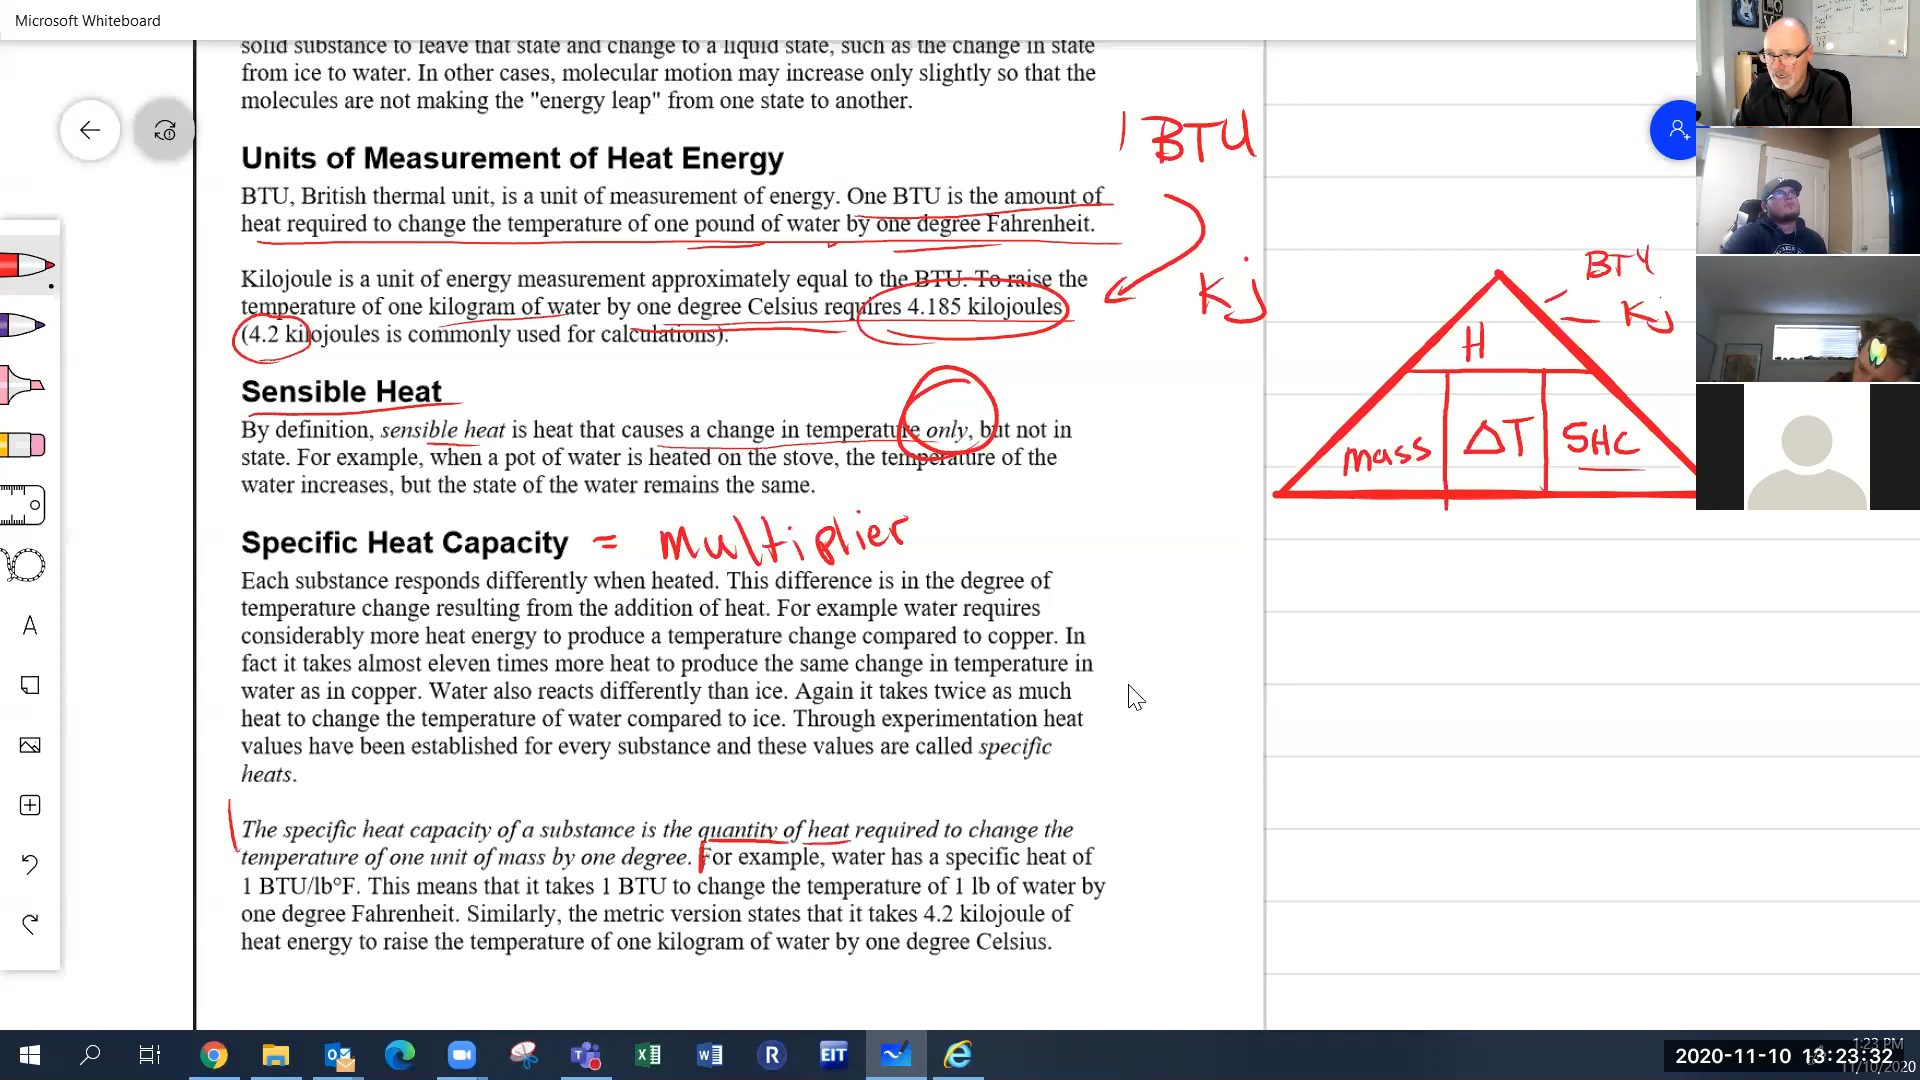 Microsoft Whiteboard
solid substance to leave that state and change to a liquid state, such as the change in state
from ice to water. In other cases, molecular motion may increase only slightly so that the
molecules are not making the "energy leap" from one state to another.
1 BTU
Units of Measurement of Heat Energy
BTU, British thermal unit, is a unit of measurement of energy. One BTU is the amount of
heat required to change the temperature of one pound of water by one degree Fahrenheit.
Kilojoule is a unit of energy measurement approximately equal to the BTU. To raise the
temperature of one kilogram of water by one degree Celsius requires 4.185 kilojoules
(4.2 kilojoules is commonly used for calculations).
Kj
BTU
Kj
H
mass ΔT SHC
Sensible Heat
By definition, sensible heat is heat that causes a change in temperature only, but not in
state. For example, when a pot of water is heated on the stove, the temperature of the
water increases, but the state of the water remains the same.
Specific Heat Capacity = Multiplier
Each substance responds differently when heated. This difference is in the degree of
temperature change resulting from the addition of heat. For example water requires
considerably more heat energy to produce a temperature change compared to copper. In
fact it takes almost eleven times more heat to produce the same change in temperature in
water as in copper. Water also reacts differently than ice. Again it takes twice as much
heat to change the temperature of water compared to ice. Through experimentation heat
values have been established for every substance and these values are called specific
heats.
The specific heat capacity of a substance is the quantity of heat required to change the
temperature of one unit of mass by one degree. For example, water has a specific heat of
1 BTU/lb°F. This means that it takes 1 BTU to change the temperature of 1 lb of water by
one degree Fahrenheit. Similarly, the metric version states that it takes 4.2 kilojoule of
heat energy to raise the temperature of one kilogram of water by one degree Celsius.
A
R
EIT
1:23 PM
2020-11-10 13:23:32
11/10/2020